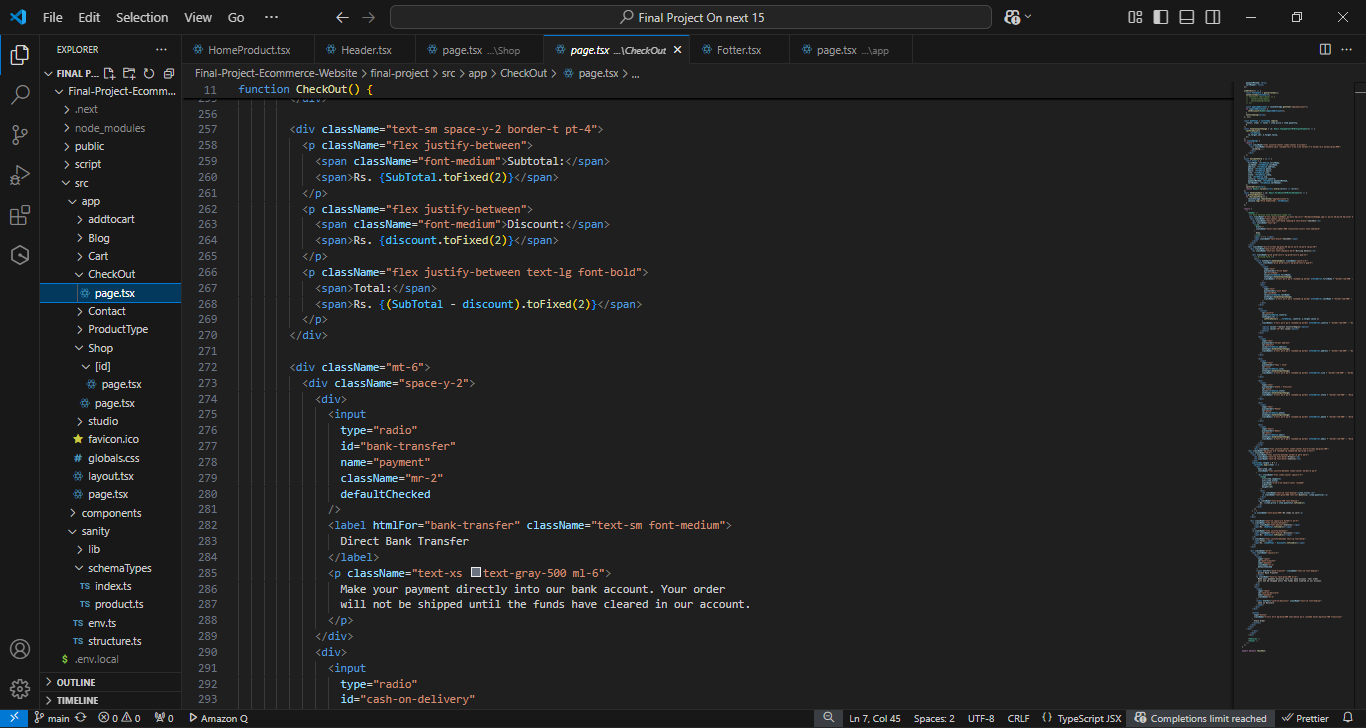 File Edit Selection View Go ··· Final Project On next 15
EXPLORER ···
HomeProduct.tsx Header.tsx page.tsx ...\Shop page.tsx ...\CheckOut Fotter.tsx page.tsx ...\app
FINAL P...
Final-Project-Ecomm...
.next
node_modules
public
script
src
app
addtocart
Blog
Cart
CheckOut
page.tsx
Contact
ProductType
Shop
[id]
page.tsx
page.tsx
studio
favicon.ico
# globals.css
layout.tsx
page.tsx
components
sanity
lib
schemaTypes
TS index.ts
TS product.ts
TS env.ts
TS structure.ts
$ .env.local
OUTLINE
TIMELINE
Final-Project-Ecommerce-Website > final-project > src > app > CheckOut > page.tsx > ...
11 function CheckOut() {
255 </div>
256
257 <div className="text-sm space-y-2 border-t pt-4">
258 <p className="flex justify-between">
259 <span className="font-medium">Subtotal:</span>
260 <span>Rs. {SubTotal.toFixed(2)}</span>
261 </p>
262 <p className="flex justify-between">
263 <span className="font-medium">Discount:</span>
264 <span>Rs. {discount.toFixed(2)}</span>
265 </p>
266 <p className="flex justify-between text-lg font-bold">
267 <span>Total:</span>
268 <span>Rs. {(SubTotal - discount).toFixed(2)}</span>
269 </p>
270 </div>
271
272 <div className="mt-6">
273 <div className="space-y-2">
274 <div>
275 <input
276 type="radio"
277 id="bank-transfer"
278 name="payment"
279 className="mr-2"
280 defaultChecked
281 />
282 <label htmlFor="bank-transfer" className="text-sm font-medium">
283 Direct Bank Transfer
284 </label>
285 <p className="text-xs text-gray-500 ml-6">
286 Make your payment directly into our bank account. Your order
287 will not be shipped until the funds have cleared in our account.
288 </p>
289 </div>
290 <div>
291 <input
292 type="radio"
293 id="cash-on-delivery"
main 0 0 0 Amazon Q Ln 7, Col 45 Spaces: 2 UTF-8 CRLF {} TypeScript JSX Completions limit reached Prettier